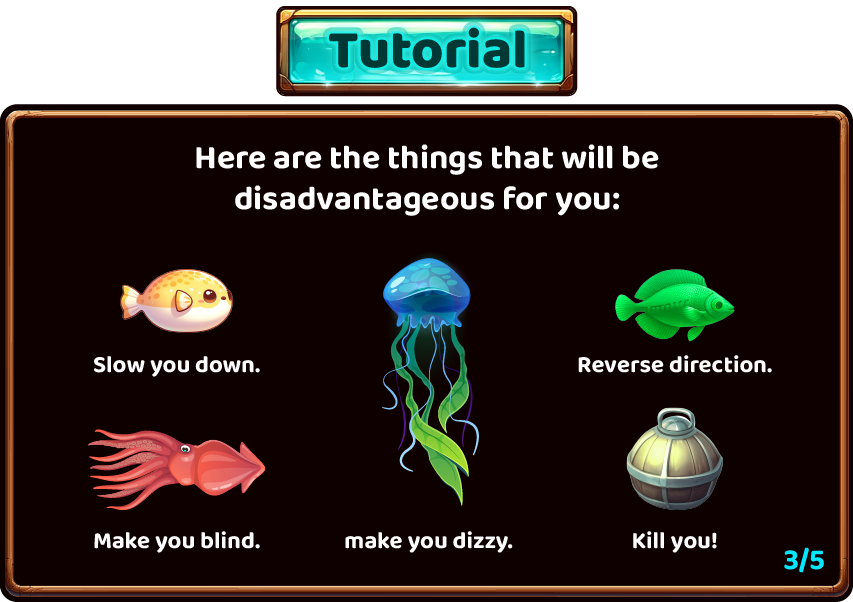 Tutorial
Here are the things that will be
disadvantageous for you:
Slow you down.
Reverse direction.
Make you blind.
make you dizzy.
Kill you!
3/5